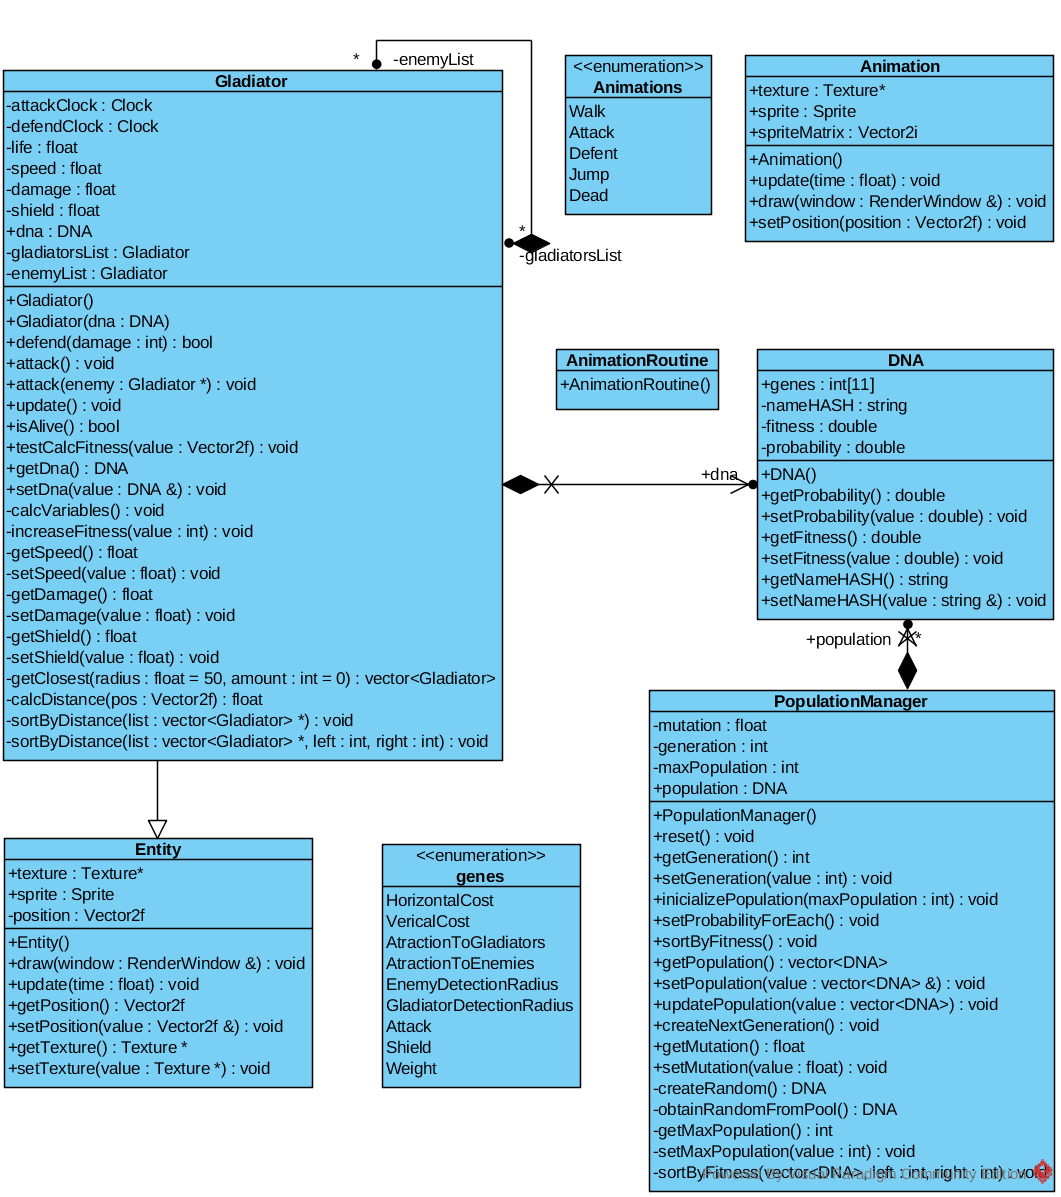 *
-enemyList
Gladiator
-attackClock : Clock
-defendClock : Clock
-life : float
-speed : float
-damage : float
-shield : float
+dna : DNA
-gladiatorsList : Gladiator
-enemyList : Gladiator
+Gladiator()
+Gladiator(dna : DNA)
+defend(damage : int) : bool
+attack() : void
+attack(enemy : Gladiator *) : void
+update() : void
+isAlive() : bool
+testCalcFitness(value : Vector2f) : void
+getDna() : DNA
+setDna(value : DNA &) : void
-calcVariables() : void
-increaseFitness(value : int) : void
-getSpeed() : float
-setSpeed(value : float) : void
-getDamage() : float
-setDamage(value : float) : void
-getShield() : float
-setShield(value : float) : void
-getClosest(radius : float = 50, amount : int = 0) : vector<Gladiator>
-calcDistance(pos : Vector2f) : float
-sortByDistance(list : vector<Gladiator> *) : void
-sortByDistance(list : vector<Gladiator> *, left : int, right : int) : void
*
-gladiatorsList
<<enumeration>>
Animations
Walk
Attack
Defent
Jump
Dead
Animation
+texture : Texture*
+sprite : Sprite
+spriteMatrix : Vector2i
+Animation()
+update(time : float) : void
+draw(window : RenderWindow &) : void
+setPosition(position : Vector2f) : void
AnimationRoutine
+AnimationRoutine()
DNA
+genes : int[11]
-nameHASH : string
-fitness : double
-probability : double
+DNA()
+getProbability() : double
+setProbability(value : double) : void
+getFitness() : double
+setFitness(value : double) : void
+getNameHASH() : string
+setNameHASH(value : string &) : void
+dna
+population
*
PopulationManager
-mutation : float
-generation : int
-maxPopulation : int
+population : DNA
+PopulationManager()
+reset() : void
+getGeneration() : int
+setGeneration(value : int) : void
+inicializePopulation(maxPopulation : int) : void
+setProbabilityForEach() : void
+sortByFitness() : void
+getPopulation() : vector<DNA>
+setPopulation(value : vector<DNA> &) : void
+updatePopulation(value : vector<DNA>) : void
+createNextGeneration() : void
+getMutation() : float
+setMutation(value : float) : void
-createRandom() : DNA
-obtainRandomFromPool() : DNA
-getMaxPopulation() : int
-setMaxPopulation(value : int) : void
-sortByFitness(vector<DNA>, left : int, right : int) : void
Powered By Visual Paradigm Community Edition
Entity
+texture : Texture*
+sprite : Sprite
-position : Vector2f
+Entity()
+draw(window : RenderWindow &) : void
+update(time : float) : void
+getPosition() : Vector2f
+setPosition(value : Vector2f &) : void
+getTexture() : Texture *
+setTexture(value : Texture *) : void
<<enumeration>>
genes
HorizontalCost
VericalCost
AtractionToGladiators
AtractionToEnemies
EnemyDetectionRadius
GladiatorDetectionRadius
Attack
Shield
Weight